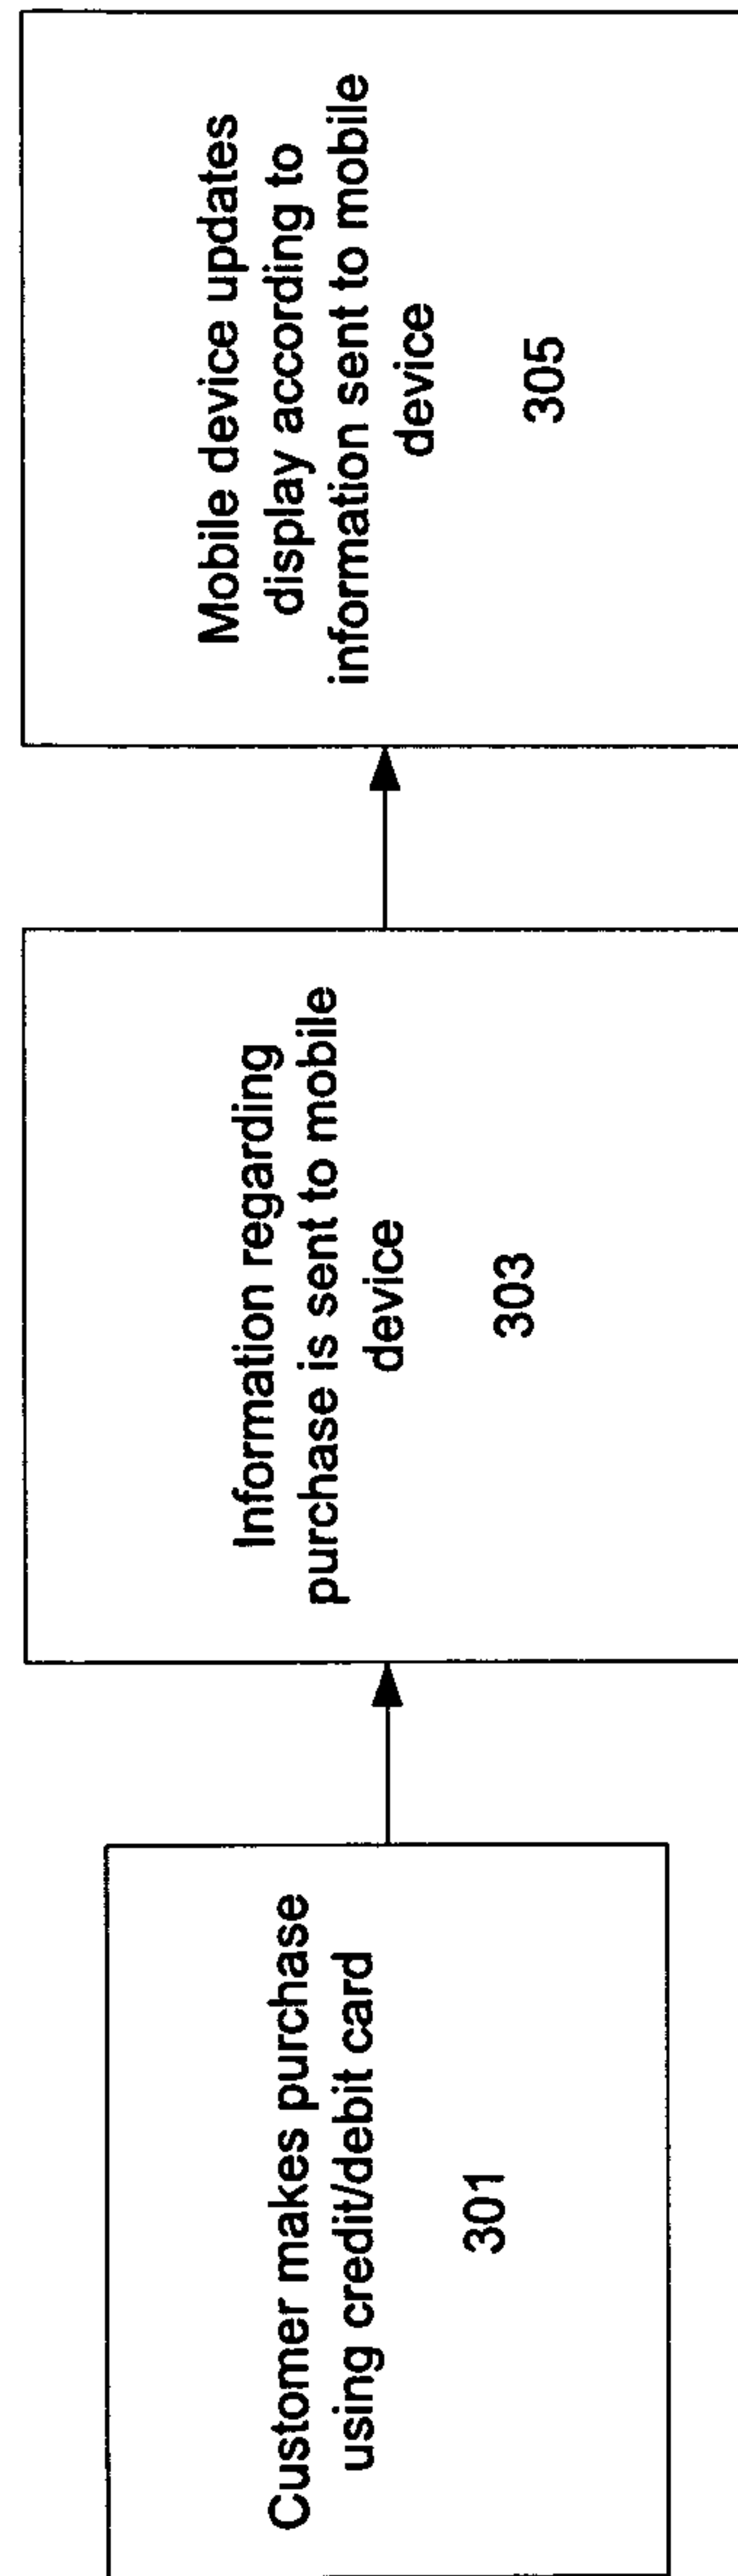 Customer makes purchase
using credit/debit card
301
Information regarding
purchase is sent to mobile
device
303
Mobile device updates
display according to
information sent to mobile
device
305